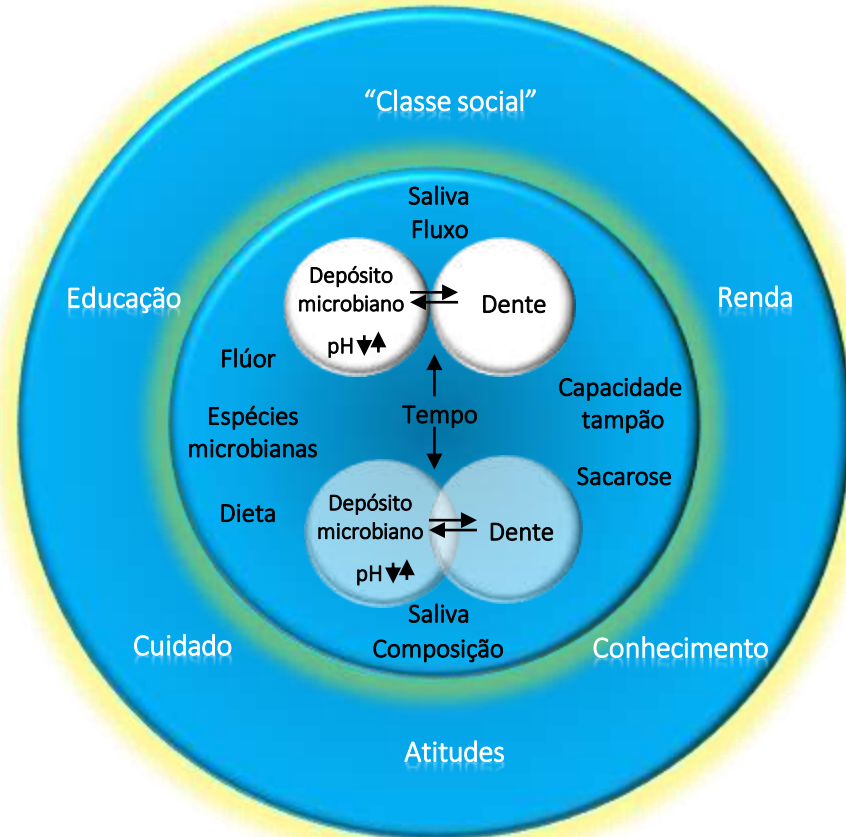 “Classe social”
Saliva
Fluxo
Educação
Renda
Depósito
microbiano
Dente
pH
Flúor
Capacidade
tampão
Tempo
Espécies
microbianas
Sacarose
Dieta
Depósito
microbiano
Dente
pH
Saliva
Composição
Cuidado
Conhecimento
Atitudes